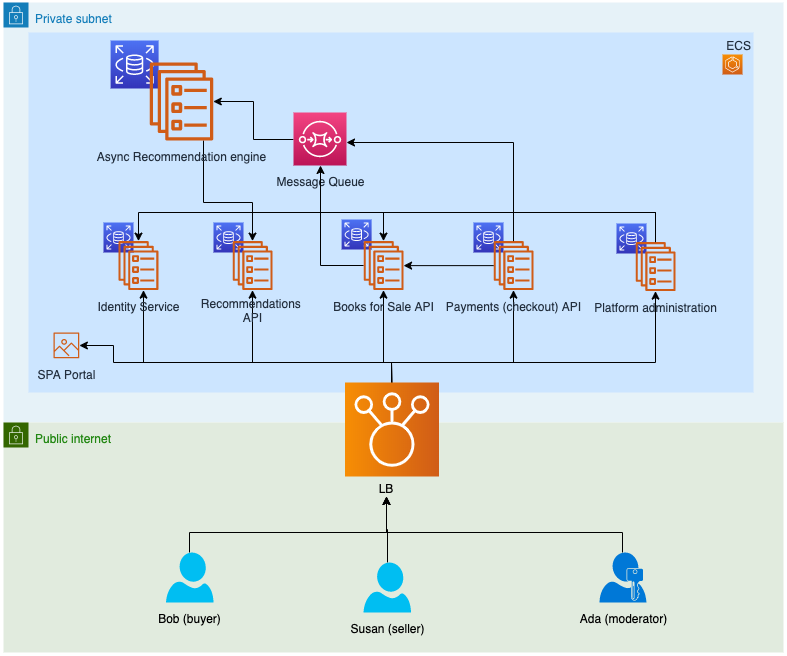 Private subnet
ECS
Async Recommendation engine
Message Queue
Identity Service
Recommendations
API
Books for Sale API
Payments (checkout) API
Platform administration
SPA Portal
Public internet
LB
Bob (buyer)
Susan (seller)
Ada (moderator)